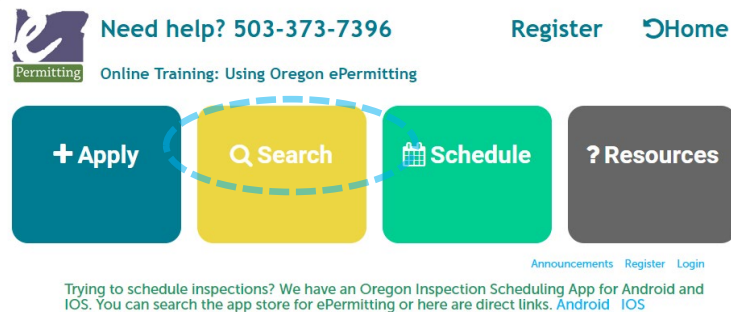 Need help? 503-373-7396 Register Home
Permitting
Online Training: Using Oregon ePermitting
+ Apply Search Schedule ? Resources
Announcements Register Login
Trying to schedule inspections? We have an Oregon Inspection Scheduling App for Android and
IOS. You can search the app store for ePermitting or here are direct links. Android IOS